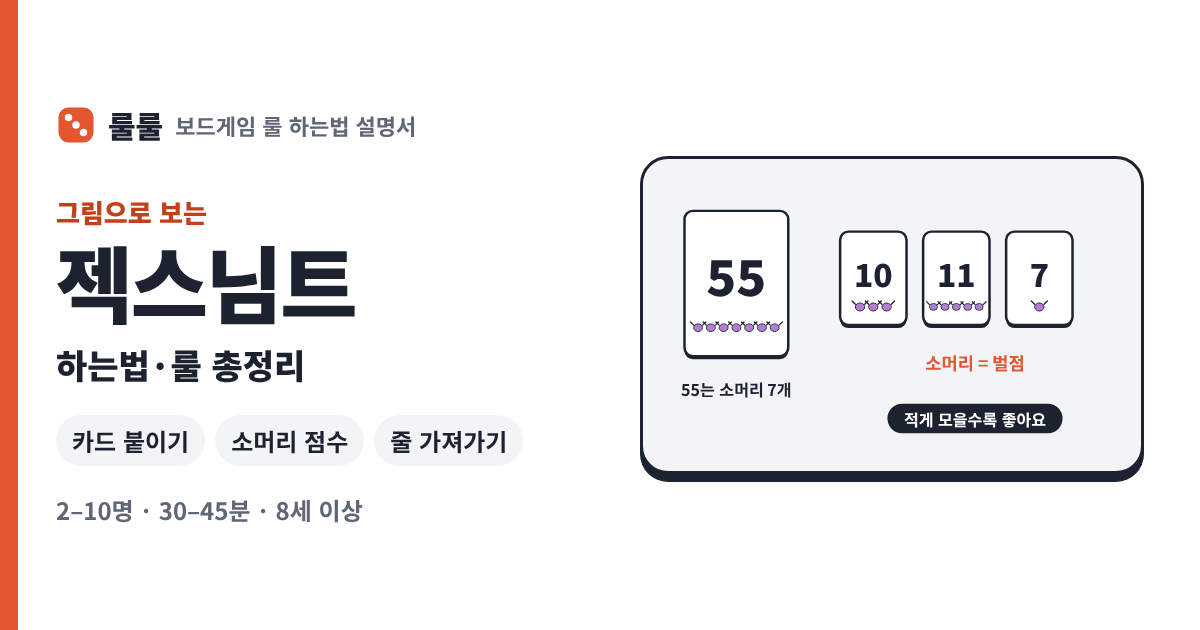 룰룰 보드게임 룰 하는법 설명서
그림으로 보는
젝스님트
하는법·룰 총정리
카드 붙이기 소머리 점수 줄 가져가기
2–10명 · 30–45분 · 8세 이상
55
10 11 7
소머리 = 벌점
55는 소머리 7개
적게 모을수록 좋아요